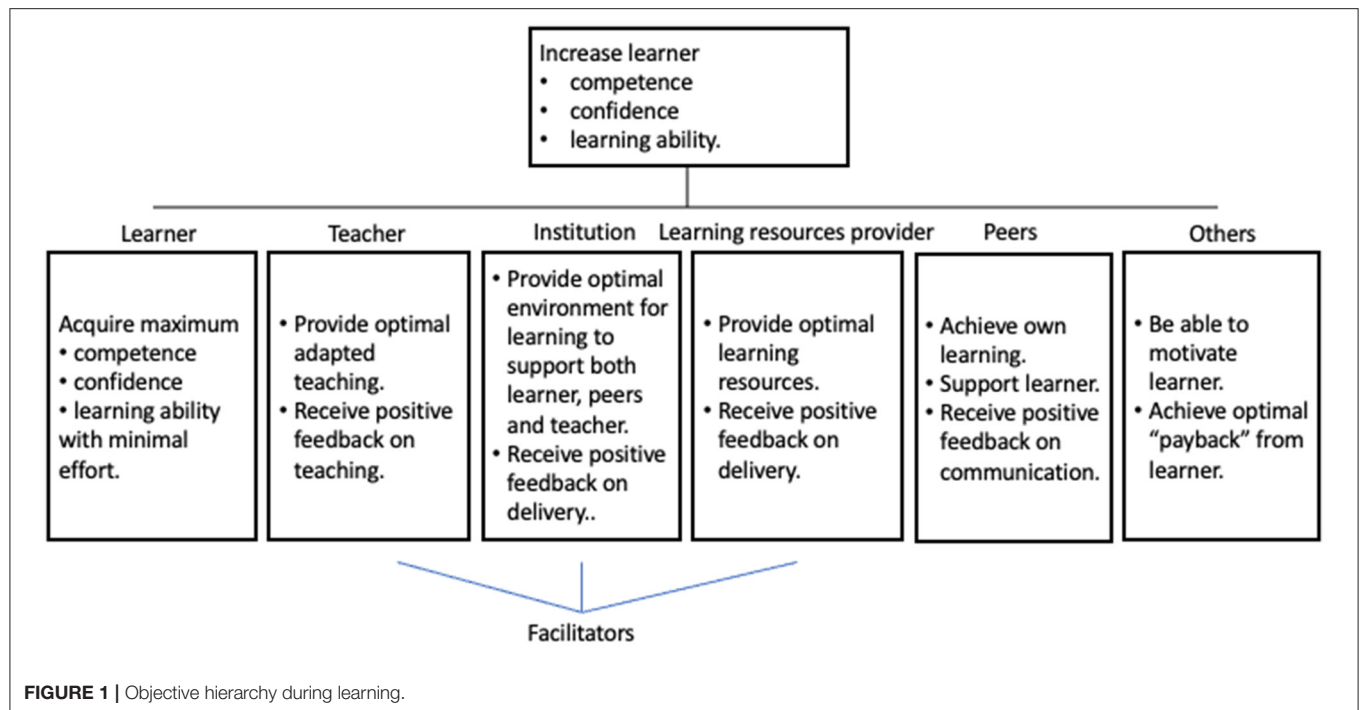 Increase learner
• competence
• confidence
• learning ability.
Learner
Teacher
Institution
Learning resources provider
Peers
Others
Acquire maximum
• competence
• confidence
• learning ability
with minimal
effort.
• Provide optimal
adapted
teaching.
• Receive positive
feedback on
teaching.
• Provide optimal
environment for
learning to
support both
learner, peers
and teacher.
• Receive positive
feedback on
delivery..
• Provide optimal
learning
resources.
• Receive positive
feedback on
delivery.
• Achieve own
learning.
• Support learner.
• Receive positive
feedback on
communication.
• Be able to
motivate
learner.
• Achieve optimal
“payback” from
learner.
Facilitators
FIGURE 1 | Objective hierarchy during learning.